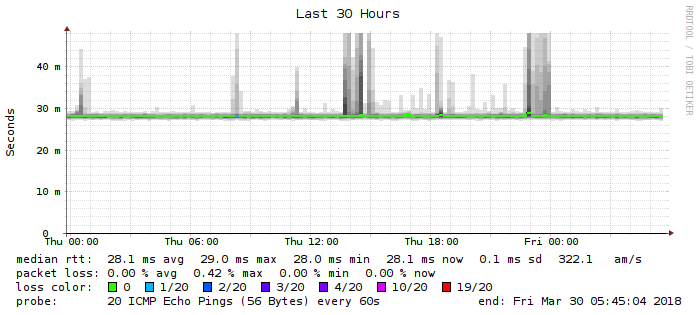 Last 30 Hours
RRDTOOL / TOBI OETIKER
Seconds
40 m
30 m
20 m
10 m
0
Thu 00:00 Thu 06:00 Thu 12:00 Thu 18:00 Fri 00:00
median rtt: 28.1 ms avg 29.0 ms max 28.0 ms min 28.1 ms now 0.1 ms sd 322.1 am/s
packet loss: 0.00 % avg 0.42 % max 0.00 % min 0.00 % now
loss color: 0 1/20 2/20 3/20 4/20 10/20 19/20
probe: 20 ICMP Echo Pings (56 Bytes) every 60s end: Fri Mar 30 05:45:04 2018